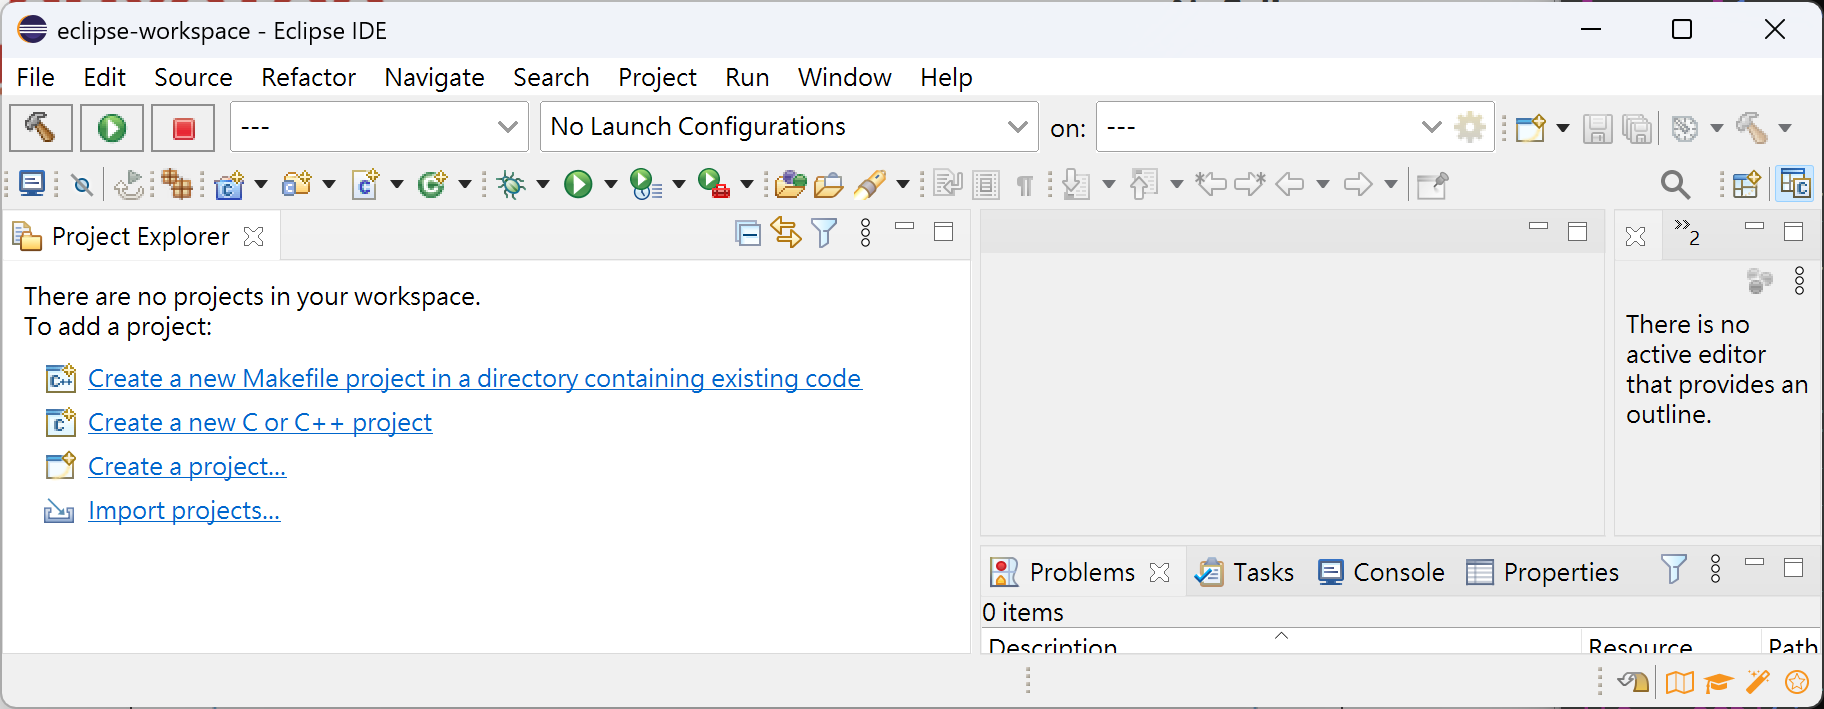 eclipse-workspace - Eclipse IDE
File Edit Source Refactor Navigate Search Project Run Window Help
--- No Launch Configurations on: ---
Project Explorer
There are no projects in your workspace.
To add a project:
Create a new Makefile project in a directory containing existing code
Create a new C or C++ project
Create a project...
Import projects...
2
There is no
active editor
that provides an
outline.
Problems Tasks Console Properties
0 items
Description Resource Path